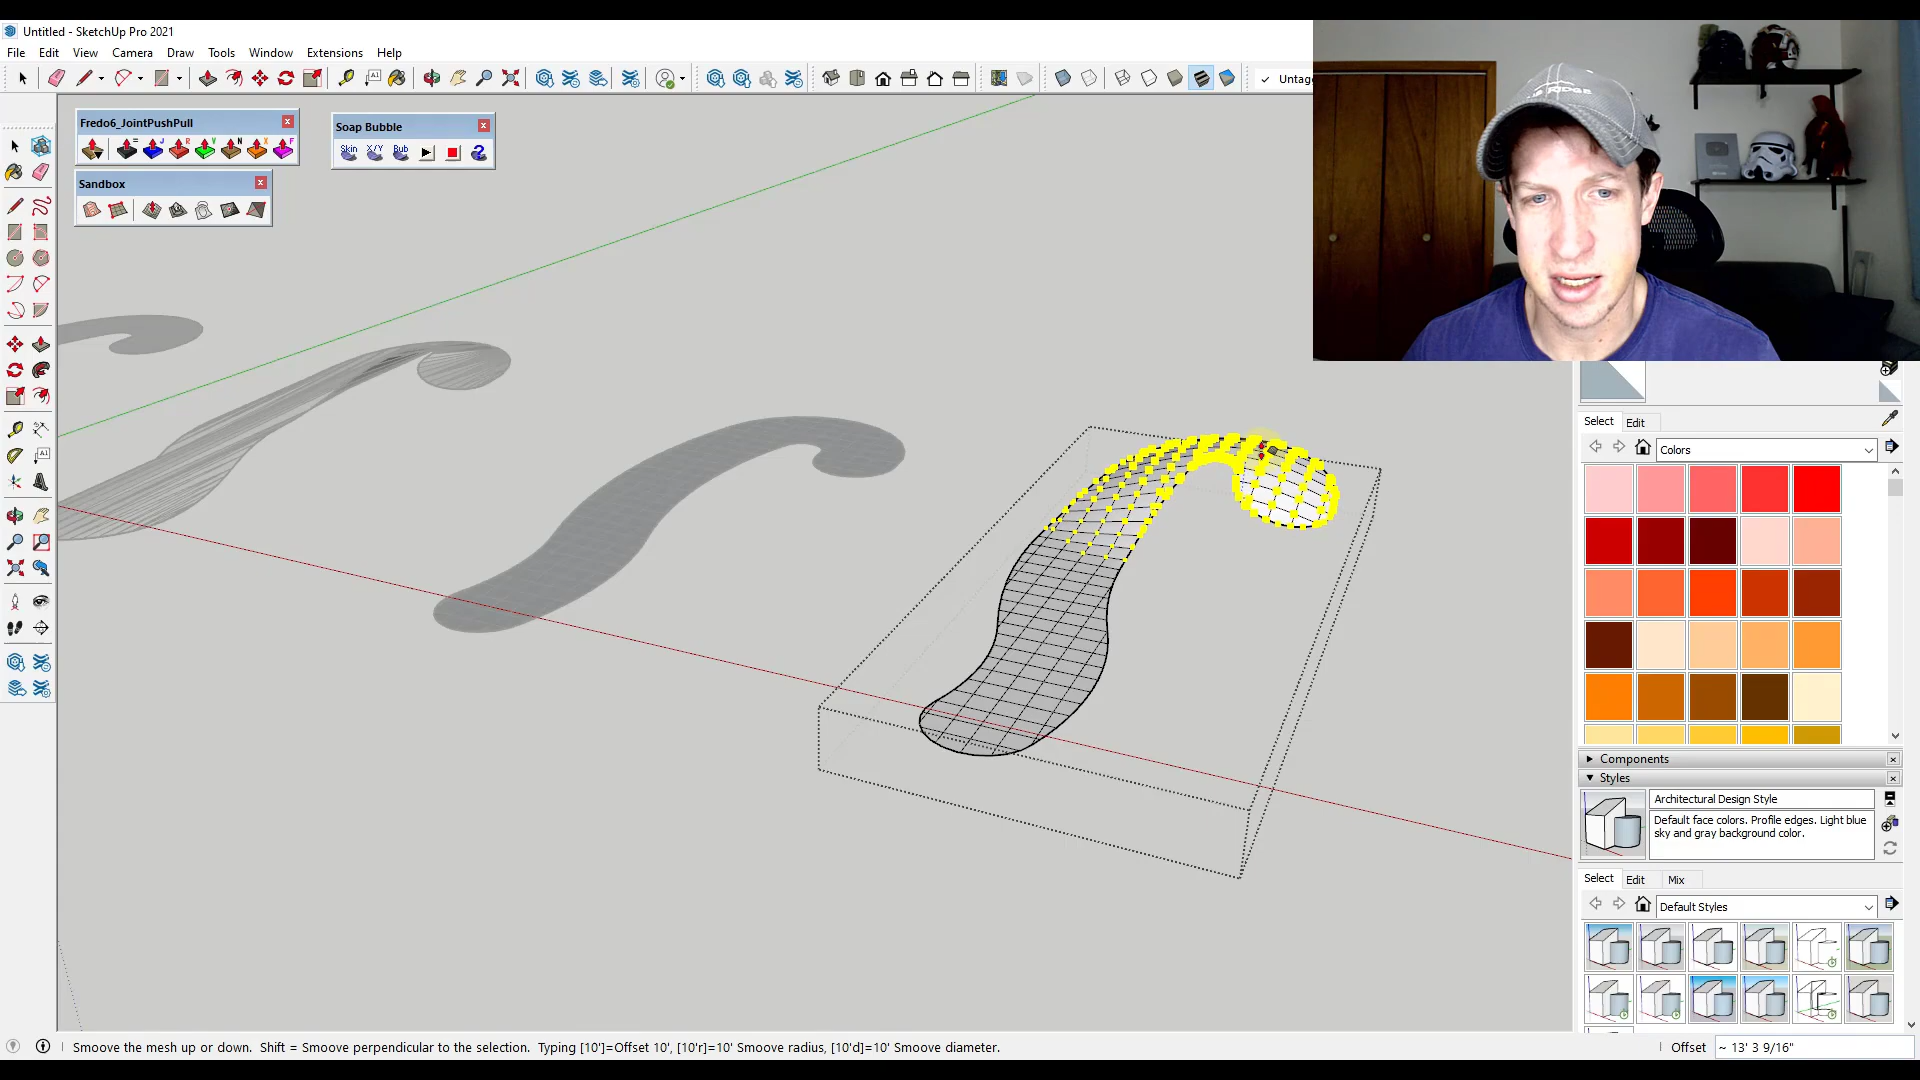 Untitled - SketchUp Pro 2021
File Edit View Camera Draw Tools Window Extensions Help
Untag
Fredo6_JointPushPull
Soap Bubble
Skin X/Y Bub
Sandbox
Select Edit
Colors
Components
Styles
Architectural Design Style
Default face colors. Profile edges. Light blue
sky and gray background color.
Select Edit Mix
Default Styles
Smoove the mesh up or down. Shift = Smoove perpendicular to the selection. Typing [10']=Offset 10', [10'r]=10' Smoove radius, [10'd]=10' Smoove diameter.
Offset ~ 13' 3 9/16"